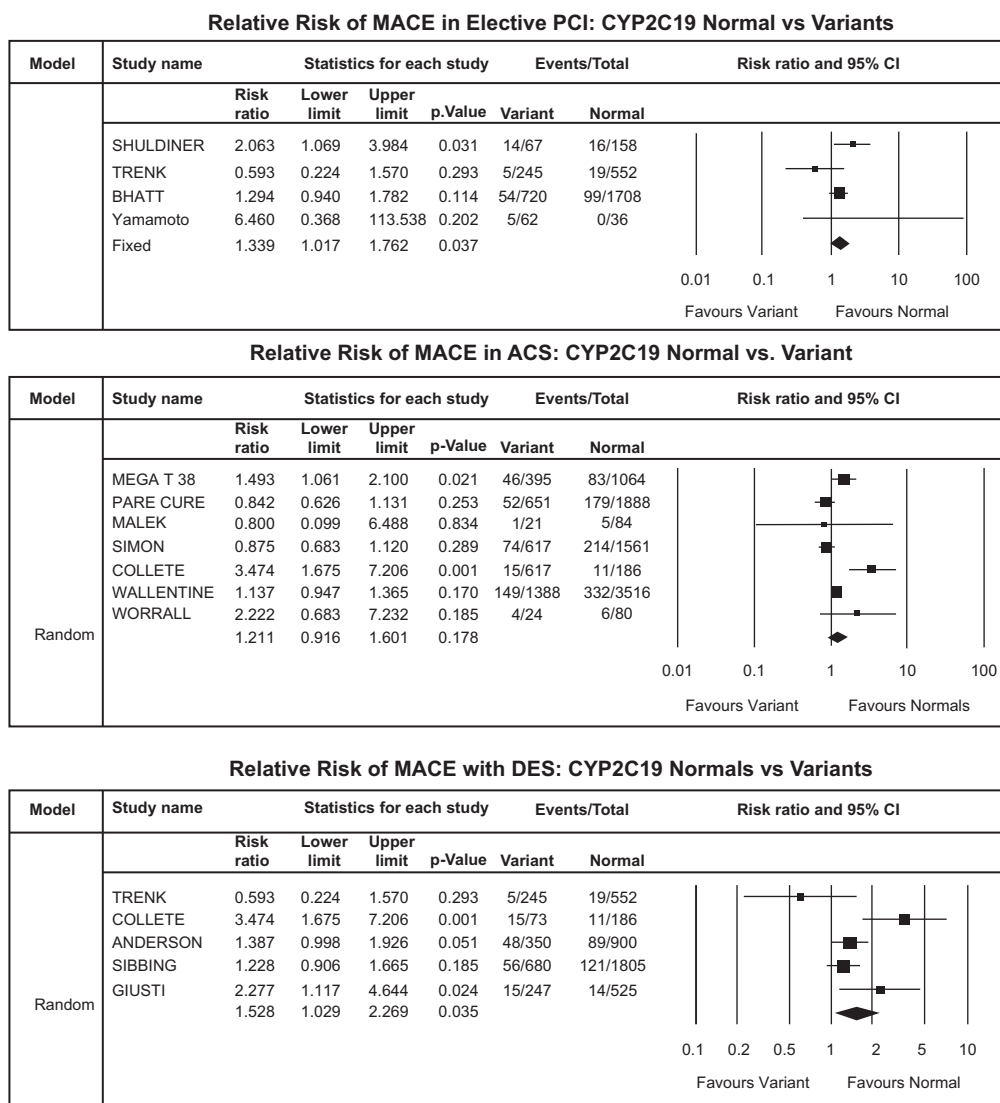 Relative Risk of MACE in Elective PCI: CYP2C19 Normal vs Variants
Model Study name Statistics for each study Events/Total Risk ratio and 95% CI
Risk ratio Lower limit Upper limit p.Value Variant Normal
SHULDINER 2.063 1.069 3.984 0.031 14/67 16/158
TRENK 0.593 0.224 1.570 0.293 5/245 19/552
BHATT 1.294 0.940 1.782 0.114 54/720 99/1708
Yamamoto 6.460 0.368 113.538 0.202 5/62 0/36
Fixed 1.339 1.017 1.762 0.037
0.01 0.1 1 10 100
Favours Variant Favours Normal
Relative Risk of MACE in ACS: CYP2C19 Normal vs. Variant
Model Study name Statistics for each study Events/Total Risk ratio and 95% CI
Risk ratio Lower limit Upper limit p-Value Variant Normal
MEGA T 38 1.493 1.061 2.100 0.021 46/395 83/1064
PARE CURE 0.842 0.626 1.131 0.253 52/651 179/1888
MALEK 0.800 0.099 6.488 0.834 1/21 5/84
SIMON 0.875 0.683 1.120 0.289 74/617 214/1561
COLLETE 3.474 1.675 7.206 0.001 15/617 11/186
WALLENTINE 1.137 0.947 1.365 0.170 149/1388 332/3516
WORRALL 2.222 0.683 7.232 0.185 4/24 6/80
Random 1.211 0.916 1.601 0.178
0.01 0.1 1 10 100
Favours Variant Favours Normals
Relative Risk of MACE with DES: CYP2C19 Normals vs Variants
Model Study name Statistics for each study Events/Total Risk ratio and 95% CI
Risk ratio Lower limit Upper limit p-Value Variant Normal
TRENK 0.593 0.224 1.570 0.293 5/245 19/552
COLLETE 3.474 1.675 7.206 0.001 15/73 11/186
ANDERSON 1.387 0.998 1.926 0.051 48/350 89/900
SIBBING 1.228 0.906 1.665 0.185 56/680 121/1805
GIUSTI 2.277 1.117 4.644 0.024 15/247 14/525
Random 1.528 1.029 2.269 0.035
0.1 0.2 0.5 1 2 5 10
Favours Variant Favours Normal